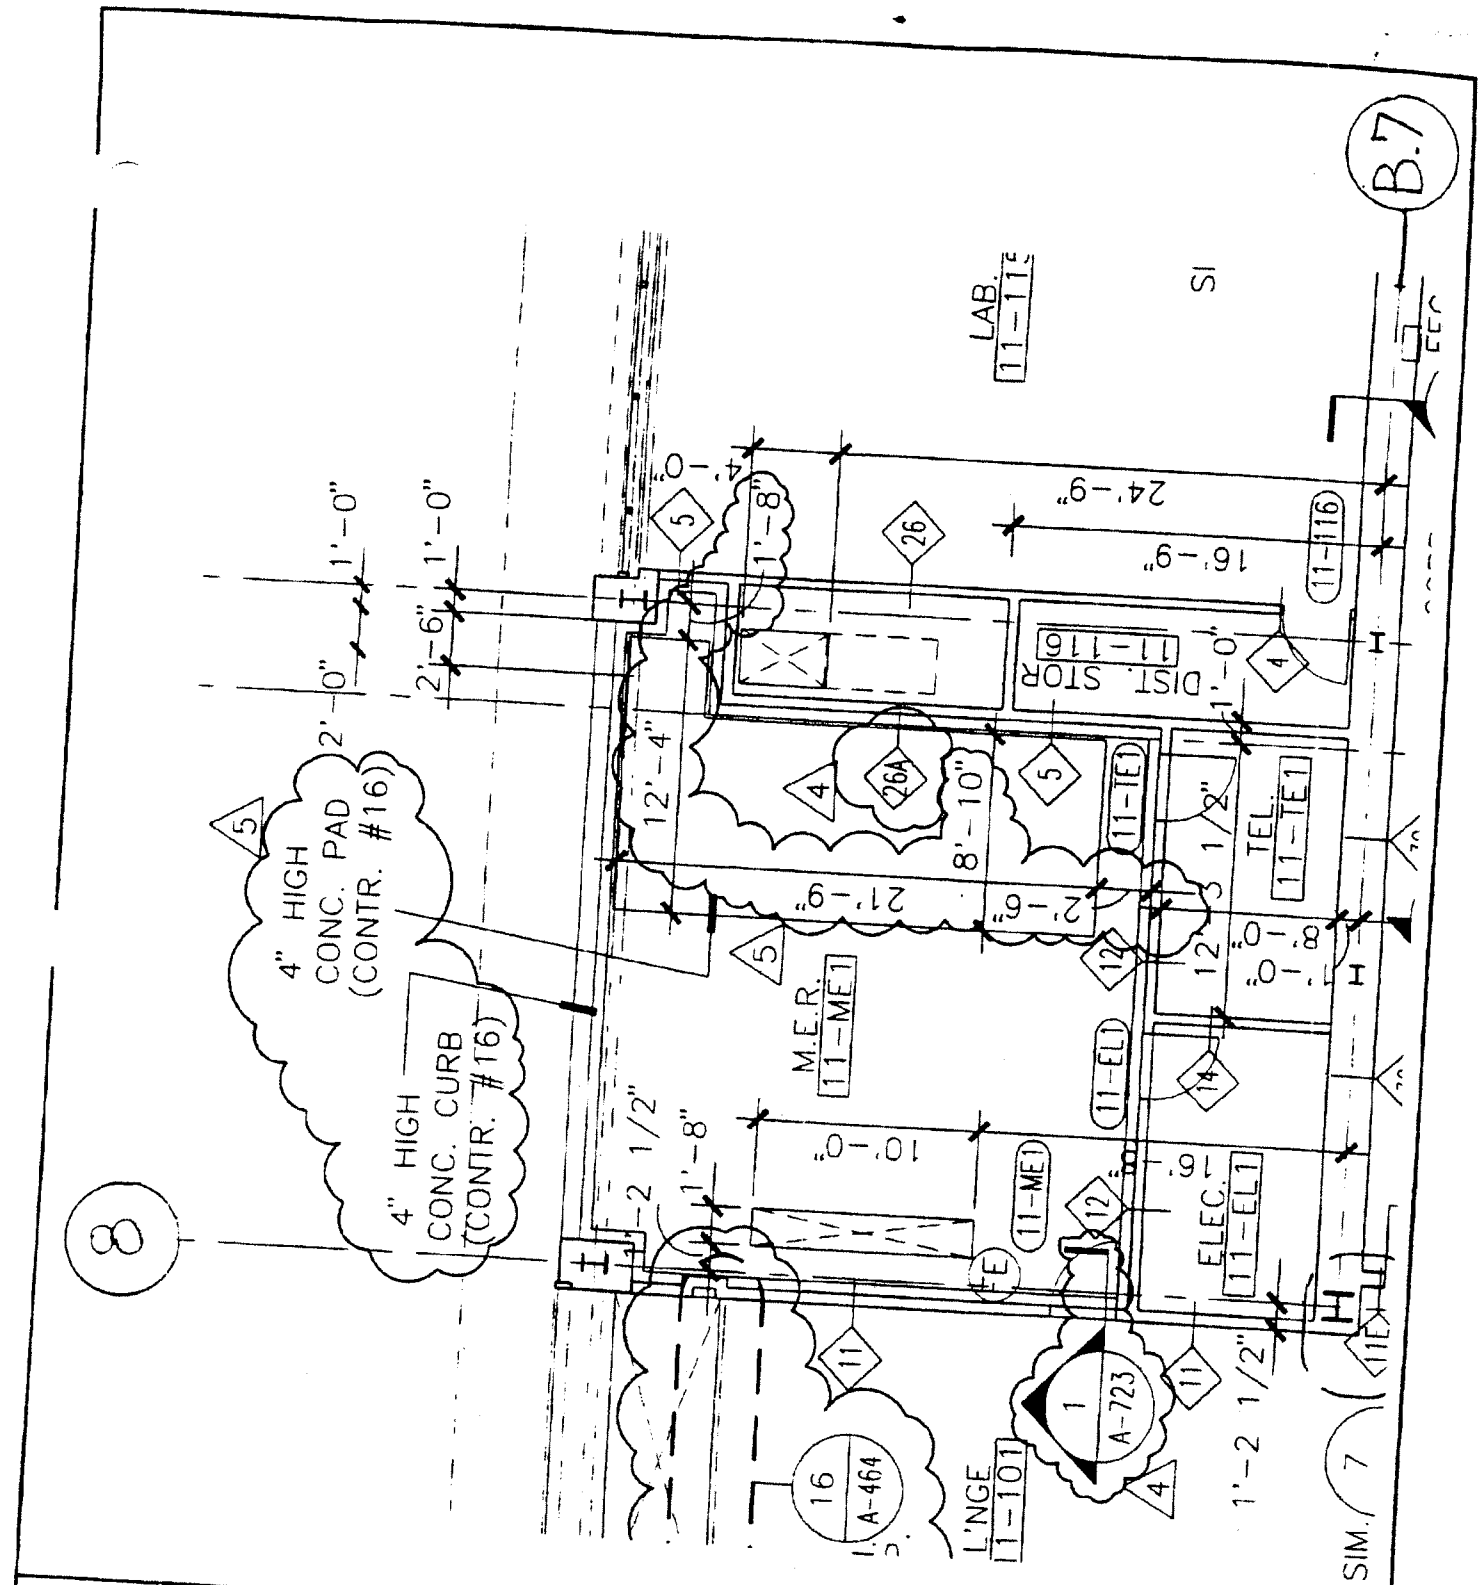 B.7
LAB.
SI
1'-0"
1'-0"
2'-6"
2'-0"
4'-0"
5
1'-8"
26
24'-9"
16'-9"
11-116
DIST. STOR
11-116
4
1'-0"
5
4" HIGH
CONC. PAD
(CONTR. #16)
4" HIGH
CONC. CURB
(CONTR. #16)
12'-4"
4
26A
8'-10"
5
11-TE1
12' 3 1/2"
TEL.
11-TE1
21'-9"
2'-6"
8'-0"
1'-0"
5
12
M.E.R.
11-ME1
11-EL1
14
8
1'-2 1/2"
1'-8"
10'-0"
11-ME1
12
ELEC.
11-EL1
FE
11
11
1
A-723
4
1'-2 1/2"
16
A-464
L'NGE
11-101
SIM.
7